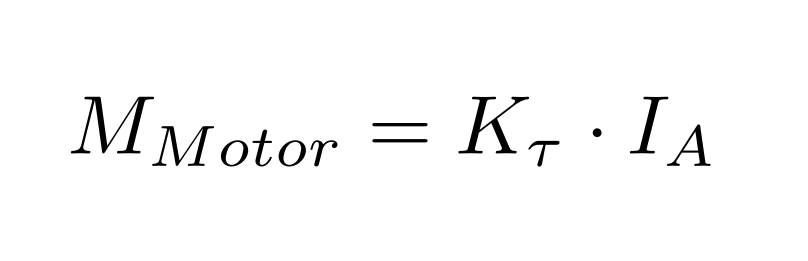 M_{Motor} = K_τ · I_A